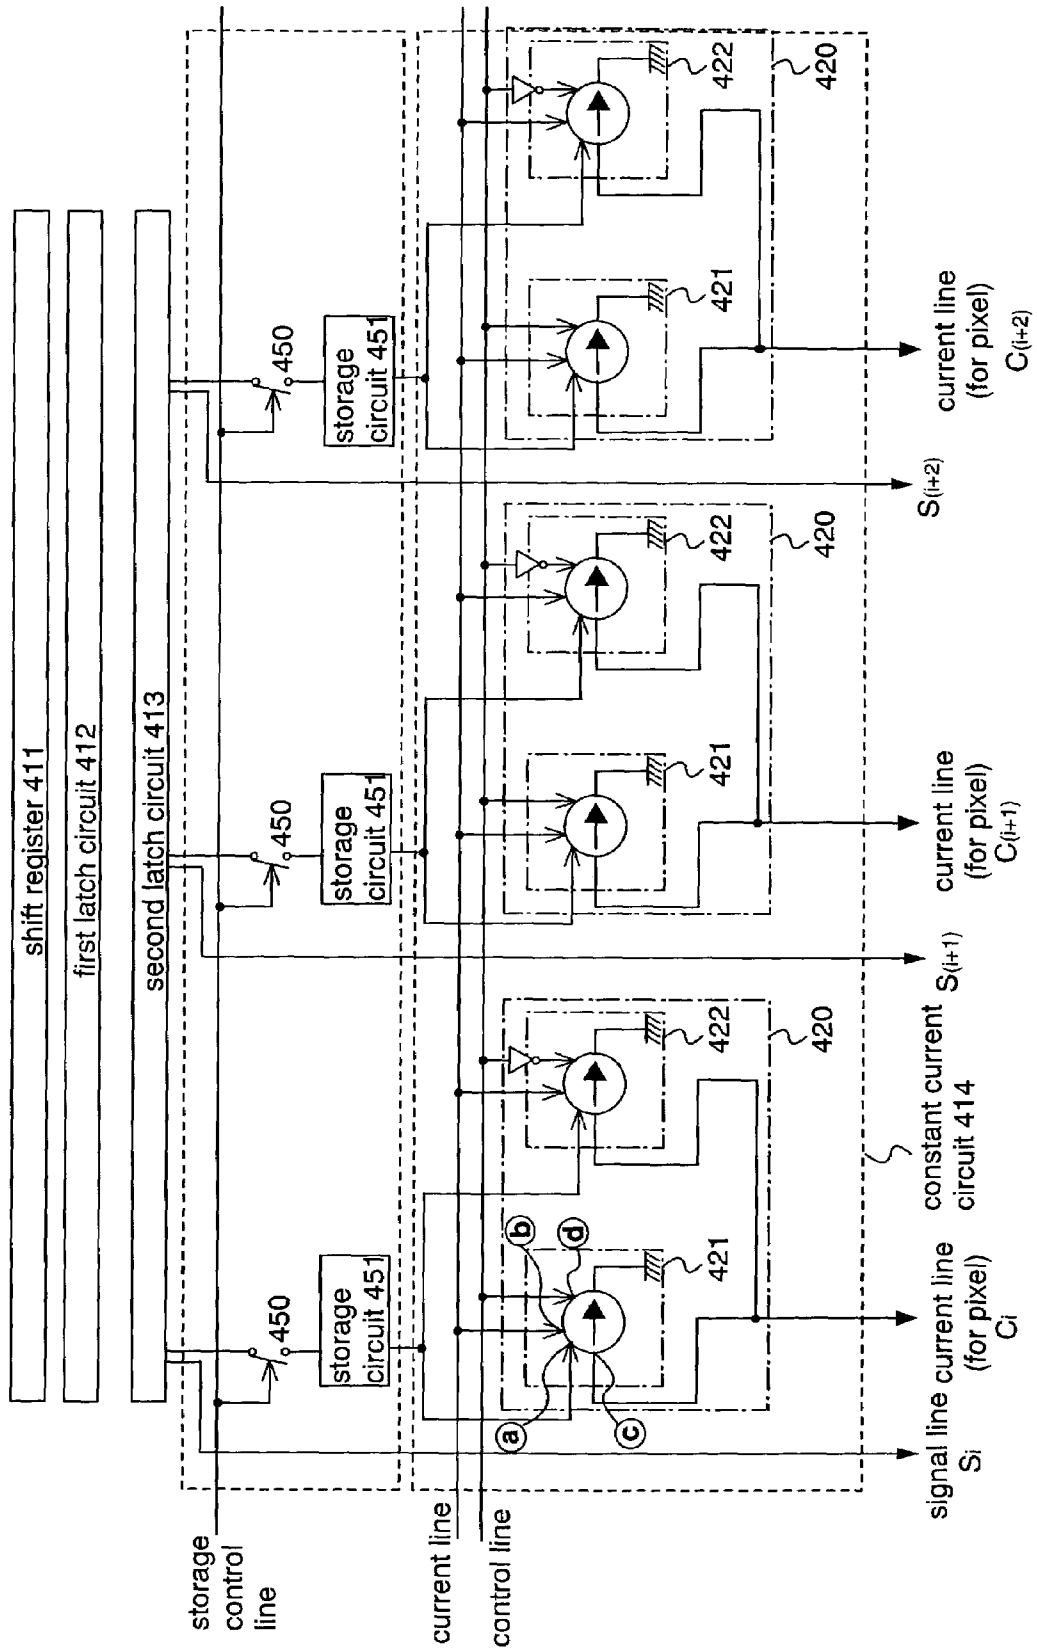 shift register 411
first latch circuit 412
second latch circuit 413
storage
control
line
450
450
450
storage
circuit 451
storage
circuit 451
storage
circuit 451
current line
control line
a
b
c
d
421
422
420
421
422
420
421
422
420
signal line
Si
current line
(for pixel)
Ci
constant current
circuit 414
S(i+1)
current line
(for pixel)
C(i+1)
S(i+2)
current line
(for pixel)
C(i+2)